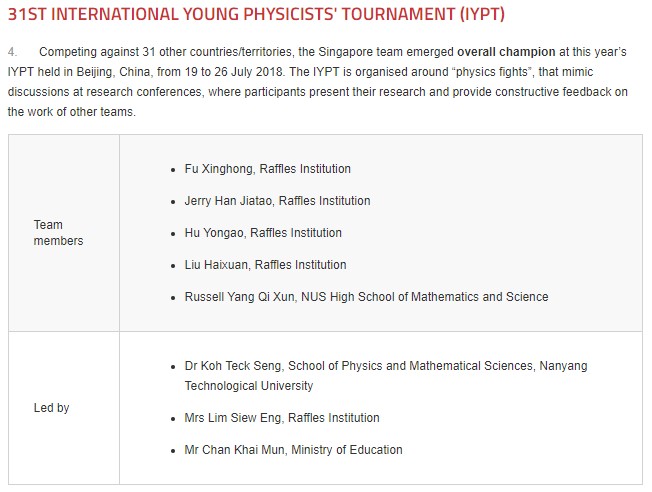 31ST INTERNATIONAL YOUNG PHYSICISTS' TOURNAMENT (IYPT)
4. Competing against 31 other countries/territories, the Singapore team emerged overall champion at this year's
IYPT held in Beijing, China, from 19 to 26 July 2018. The IYPT is organised around “physics fights”, that mimic
discussions at research conferences, where participants present their research and provide constructive feedback on
the work of other teams.
Team
members
• Fu Xinghong, Raffles Institution
• Jerry Han Jiatao, Raffles Institution
• Hu Yongao, Raffles Institution
• Liu Haixuan, Raffles Institution
• Russell Yang Qi Xun, NUS High School of Mathematics and Science
Led by
• Dr Koh Teck Seng, School of Physics and Mathematical Sciences, Nanyang
Technological University
• Mrs Lim Siew Eng, Raffles Institution
• Mr Chan Khai Mun, Ministry of Education